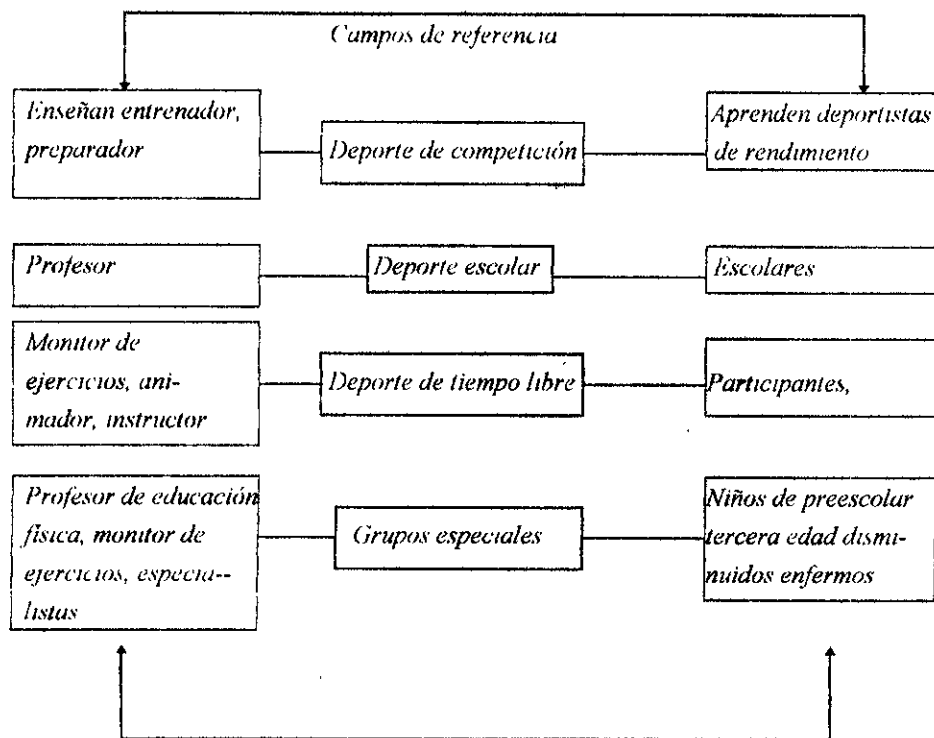 Campos de referencia
Enseñan entrenador,
preparador
Deporte de competición
Aprenden deportistas
de rendimiento
Profesor
Deporte escolar
Escolares
Monitor de
ejercicios, ani-
mador, instructor
Deporte de tiempo libre
Participantes,
Profesor de educación
física, monitor de
ejercicios, especia--
listas
Grupos especiales
Niños de preescolar
tercera edad dismi-
nuidos enfermos